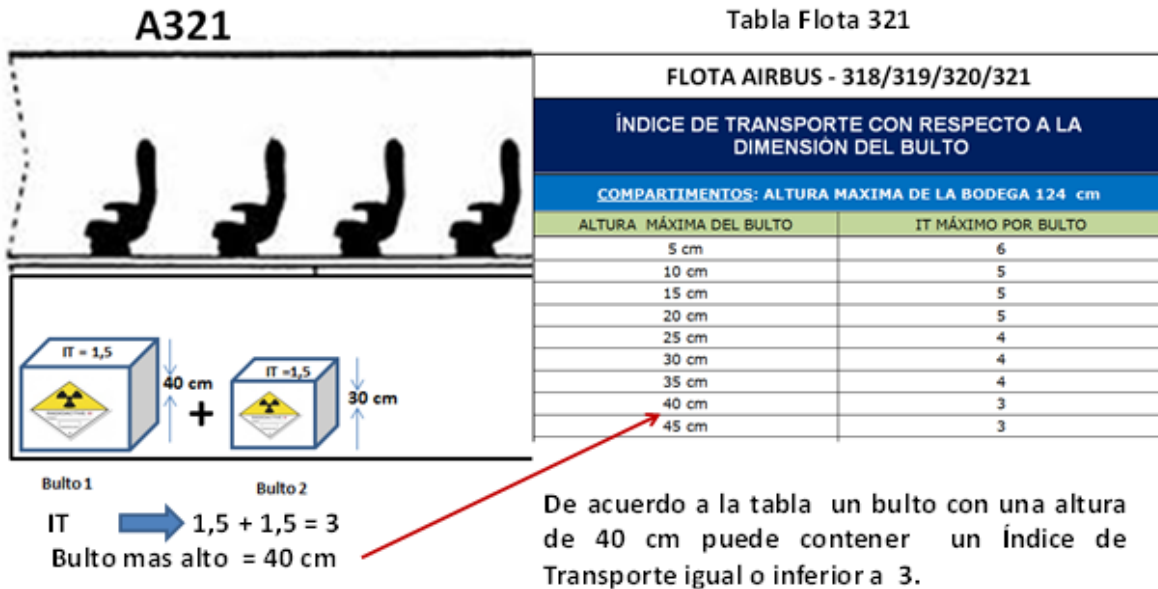 A321
Tabla Flota 321
FLOTA AIRBUS - 318/319/320/321
ÍNDICE DE TRANSPORTE CON RESPECTO A LA
DIMENSIÓN DEL BULTO
COMPARTIMENTOS: ALTURA MAXIMA DE LA BODEGA 124 cm
ALTURA MÁXIMA DEL BULTO IT MÁXIMO POR BULTO
5 cm 6
10 cm 5
15 cm 5
20 cm 5
25 cm 4
30 cm 4
35 cm 4
40 cm 3
45 cm 3
IT = 1,5
40 cm
+
IT =1,5
30 cm
Bulto 1
Bulto 2
IT 1,5 + 1,5 = 3
Bulto mas alto = 40 cm
De acuerdo a la tabla un bulto con una altura
de 40 cm puede contener un Índice de
Transporte igual o inferior a 3.